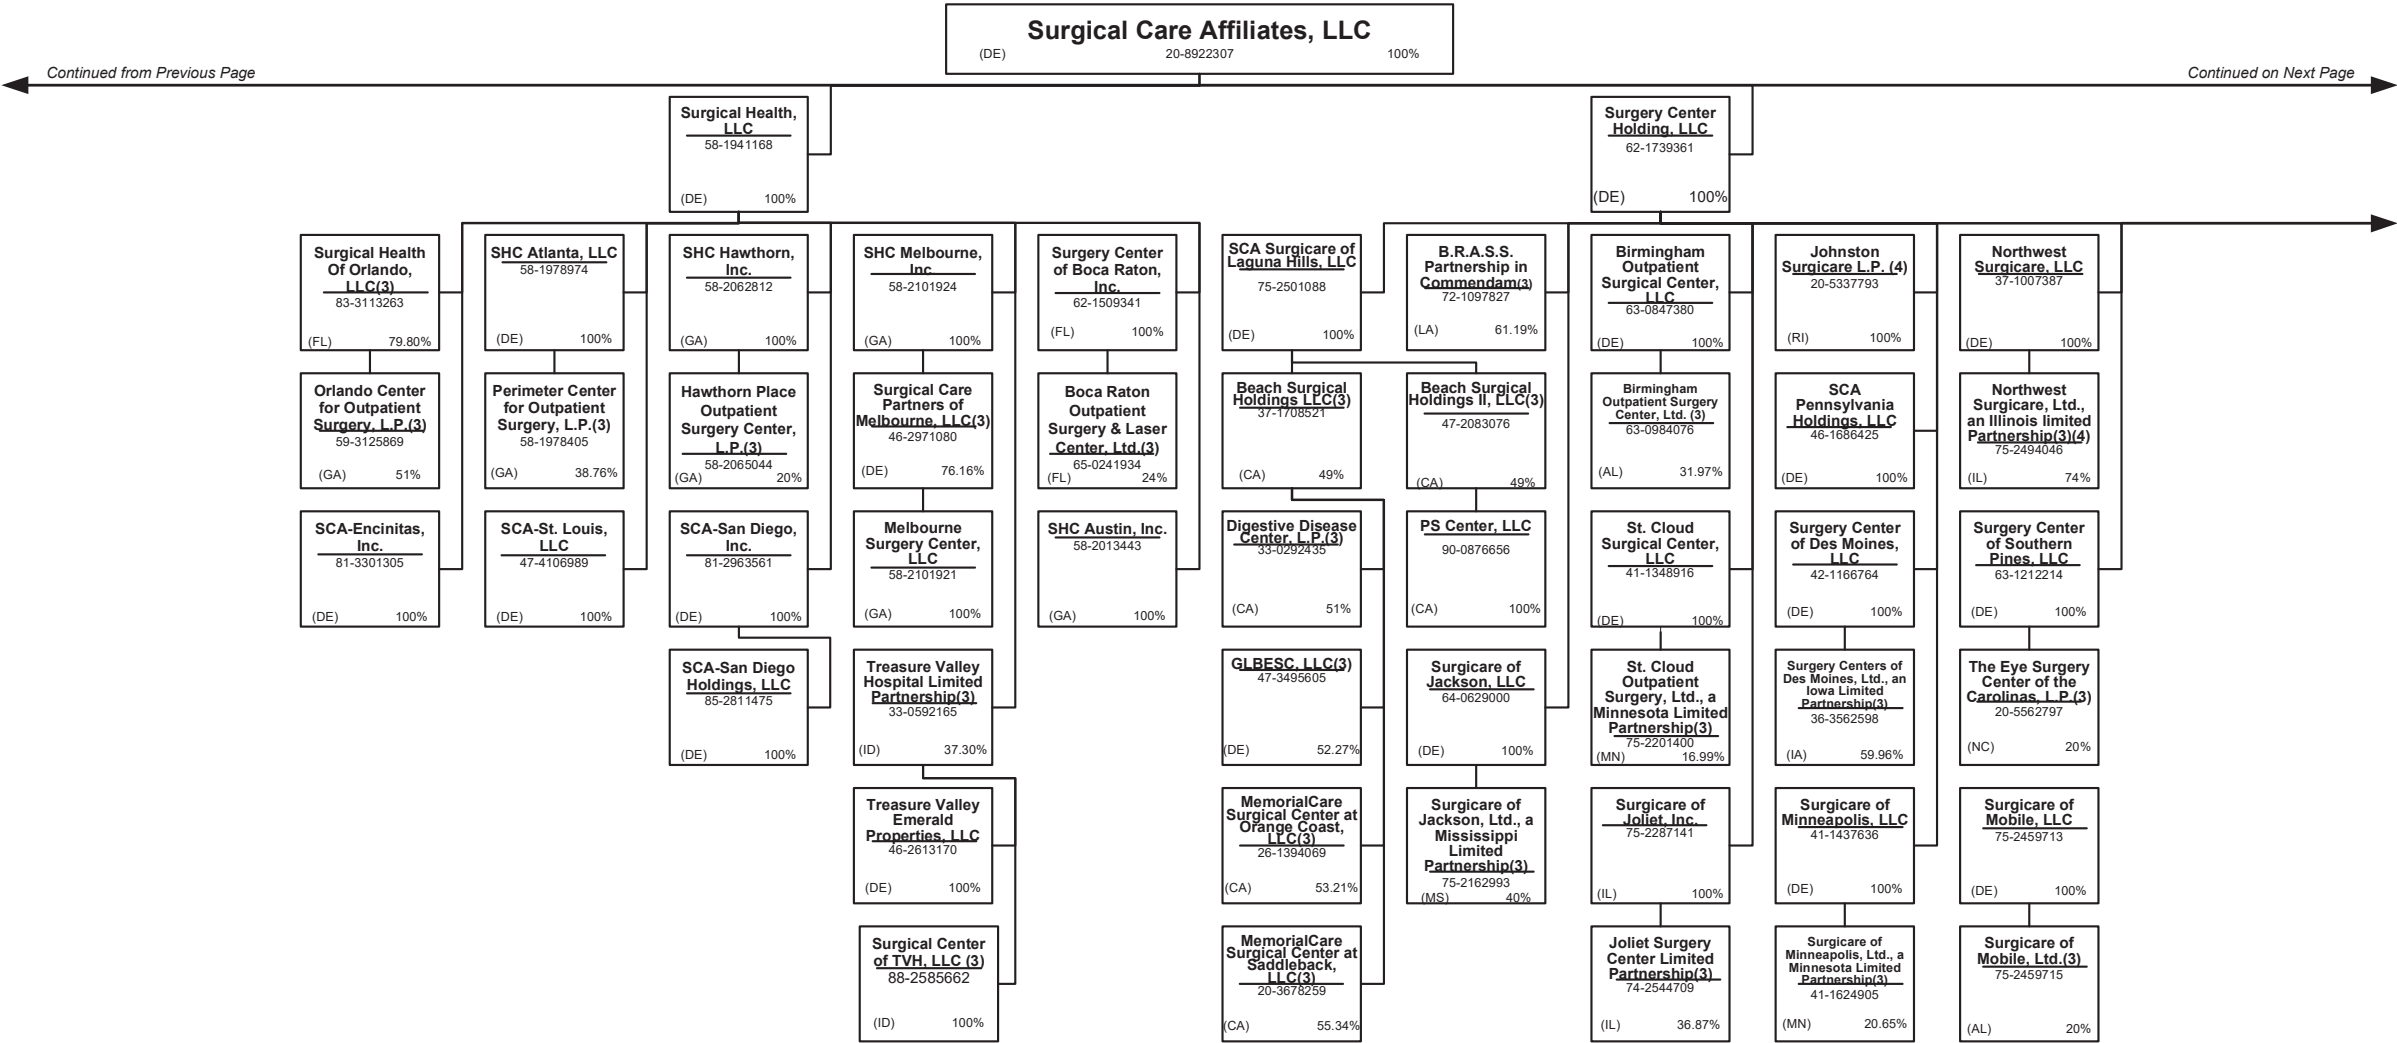 Surgical Care Affiliates, LLC
(DE) 20-8922307 100%
Continued from Previous Page
Continued on Next Page
Surgical Health,
LLC
58-1941168
(DE) 100%
Surgery Center
Holding, LLC
62-1739361
(DE) 100%
Surgical Health
Of Orlando,
LLC(3)
83-3113263
(FL) 79.80%
SHC Atlanta, LLC
58-1978974
(DE) 100%
SHC Hawthorn,
Inc.
58-2062812
(GA) 100%
SHC Melbourne,
Inc.
58-2101924
(GA) 100%
Surgery Center
of Boca Raton,
Inc.
62-1509341
(FL) 100%
SCA Surgicare of
Laguna Hills, LLC
75-2501088
(DE) 100%
B.R.A.S.S.
Partnership in
Commendam(3)
72-1097827
(LA) 61.19%
Birmingham
Outpatient
Surgical Center,
LLC
63-0847380
(DE) 100%
Johnston
Surgicare L.P. (4)
20-5337793
(RI) 100%
Northwest
Surgicare, LLC
37-1007387
(DE) 100%
Orlando Center
for Outpatient
Surgery, L.P.(3)
59-3125869
(GA) 51%
Perimeter Center
for Outpatient
Surgery, L.P.(3)
58-1978405
(GA) 38.76%
Hawthorn Place
Outpatient
Surgery Center,
L.P.(3)
58-2065044
(GA) 20%
Surgical Care
Partners of
Melbourne, LLC(3)
46-2971080
(DE) 76.16%
Boca Raton
Outpatient
Surgery & Laser
Center, Ltd.(3)
65-0241934
(FL) 24%
Beach Surgical
Holdings LLC(3)
37-1708521
(CA) 49%
Beach Surgical
Holdings II, LLC(3)
47-2083076
(CA) 49%
Birmingham
Outpatient Surgery
Center, Ltd. (3)
63-0984076
(AL) 31.97%
SCA
Pennsylvania
Holdings, LLC
46-1686425
(DE) 100%
Northwest
Surgicare, Ltd.,
an Illinois limited
Partnership(3)(4)
75-2494046
(IL) 74%
SCA-Encinitas,
Inc.
81-3301305
(DE) 100%
SCA-St. Louis,
LLC
47-4106989
(DE) 100%
SCA-San Diego,
Inc.
81-2963561
(DE) 100%
Melbourne
Surgery Center,
LLC
58-2101921
(GA) 100%
SHC Austin, Inc.
58-2013443
(GA) 100%
Digestive Disease
Center, L.P.(3)
33-0292435
(CA) 51%
PS Center, LLC
90-0876656
(CA) 100%
St. Cloud
Surgical Center,
LLC
41-1348916
(DE) 100%
Surgery Center
of Des Moines,
LLC
42-1166764
(DE) 100%
Surgery Center
of Southern
Pines, LLC
63-1212214
(DE) 100%
SCA-San Diego
Holdings, LLC
85-2811475
(DE) 100%
Treasure Valley
Hospital Limited
Partnership(3)
33-0592165
(ID) 37.30%
GLBESC, LLC(3)
47-3495605
(DE) 52.27%
Surgicare of
Jackson, LLC
64-0629000
(DE) 100%
St. Cloud
Outpatient
Surgery, Ltd., a
Minnesota Limited
Partnership(3)
75-2201400
(MN) 16.99%
Surgery Centers of
Des Moines, Ltd., an
Iowa Limited
Partnership(3)
36-3562598
(IA) 59.96%
The Eye Surgery
Center of the
Carolinas, L.P.(3)
20-5562797
(NC) 20%
Treasure Valley
Emerald
Properties, LLC
46-2613170
(DE) 100%
MemorialCare
Surgical Center at
Orange Coast,
LLC(3)
26-1394069
(CA) 53.21%
Surgicare of
Jackson, Ltd., a
Mississippi
Limited
Partnership(3)
75-2162993
(MS) 40%
Surgicare of
Joliet, Inc.
75-2287141
(IL) 100%
Surgicare of
Minneapolis, LLC
41-1437636
(DE) 100%
Surgicare of
Mobile, LLC
75-2459713
(DE) 100%
Surgical Center
of TVH, LLC (3)
88-2585662
(ID) 100%
MemorialCare
Surgical Center at
Saddleback,
LLC(3)
20-3678259
(CA) 55.34%
Joliet Surgery
Center Limited
Partnership(3)
74-2544709
(IL) 36.87%
Surgicare of
Minneapolis, Ltd., a
Minnesota Limited
Partnership(3)
41-1624905
(MN) 20.65%
Surgicare of
Mobile, Ltd.(3)
75-2459715
(AL) 20%